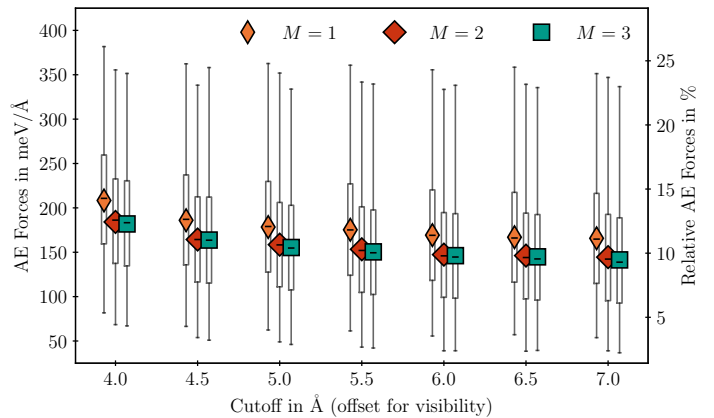 M = 1
M = 2
M = 3
AE Forces in meV/Å
400
350
300
250
200
150
100
50
Relative AE Forces in %
25
20
15
10
5
4.0 4.5 5.0 5.5 6.0 6.5 7.0
Cutoff in Å (offset for visibility)